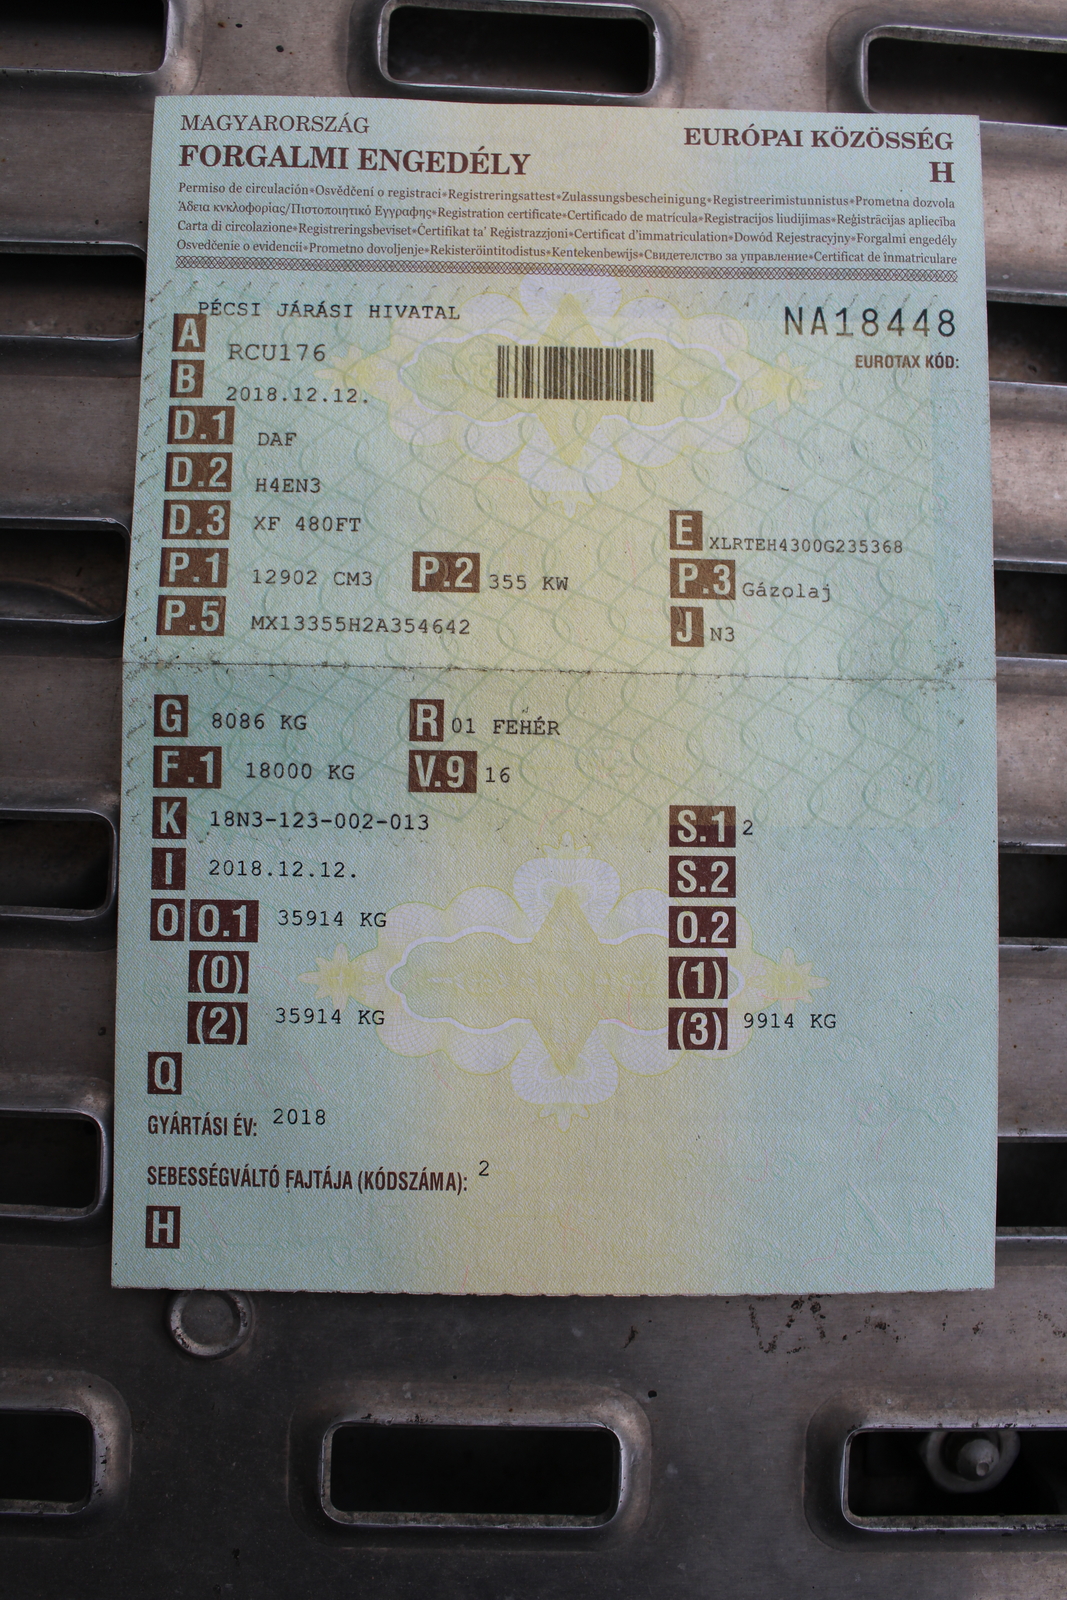 MAGYARORSZÁG
EURÓPAI KÖZÖSSÉG
FORGALMI ENGEDÉLY
H
Permiso de circulación•Osvědčení o registraci•Registreringsattest•Zulassungsbescheinigung•Registreerimistunnistus•Prometna dozvola
Άδεια κυκλοφορίας/Πιστοποιητικό Εγγραφης•Registration certificate•Certificado de matrícula•Registracijos liudijimas•Reģistrācijas apliecība
Carta di circolazione•Registreringsbeviset•Ċertifikat ta' Reġistrazzjoni•Certificat d'immatriculation•Dowód Rejestracyjny•Forgalmi engedély
Osvedčenie o evidencii•Prometno dovoljenje•Rekisteröintitodistus•Kentekenbewijs•Свидетелство за управление•Certificat de înmatriculare
PÉCSI JÁRÁSI HIVATAL
NA18448
A RCU176
EUROTAX KÓD:
B 2018.12.12.
D.1 DAF
D.2 H4EN3
D.3 XF 480FT E XLRTEH4300G235368
P.1 12902 CM3 P.2 355 KW P.3 Gázolaj
P.5 MX13355H2A354642 J N3
G 8086 KG R 01 FEHÉR
F.1 18000 KG V.9 16
K 18N3-123-002-013 S.1 2
I 2018.12.12. S.2
O O.1 35914 KG O.2
(0) (1)
(2) 35914 KG (3) 9914 KG
Q
GYÁRTÁSI ÉV: 2018
SEBESSÉGVÁLTÓ FAJTÁJA (KÓDSZÁMA): 2
H